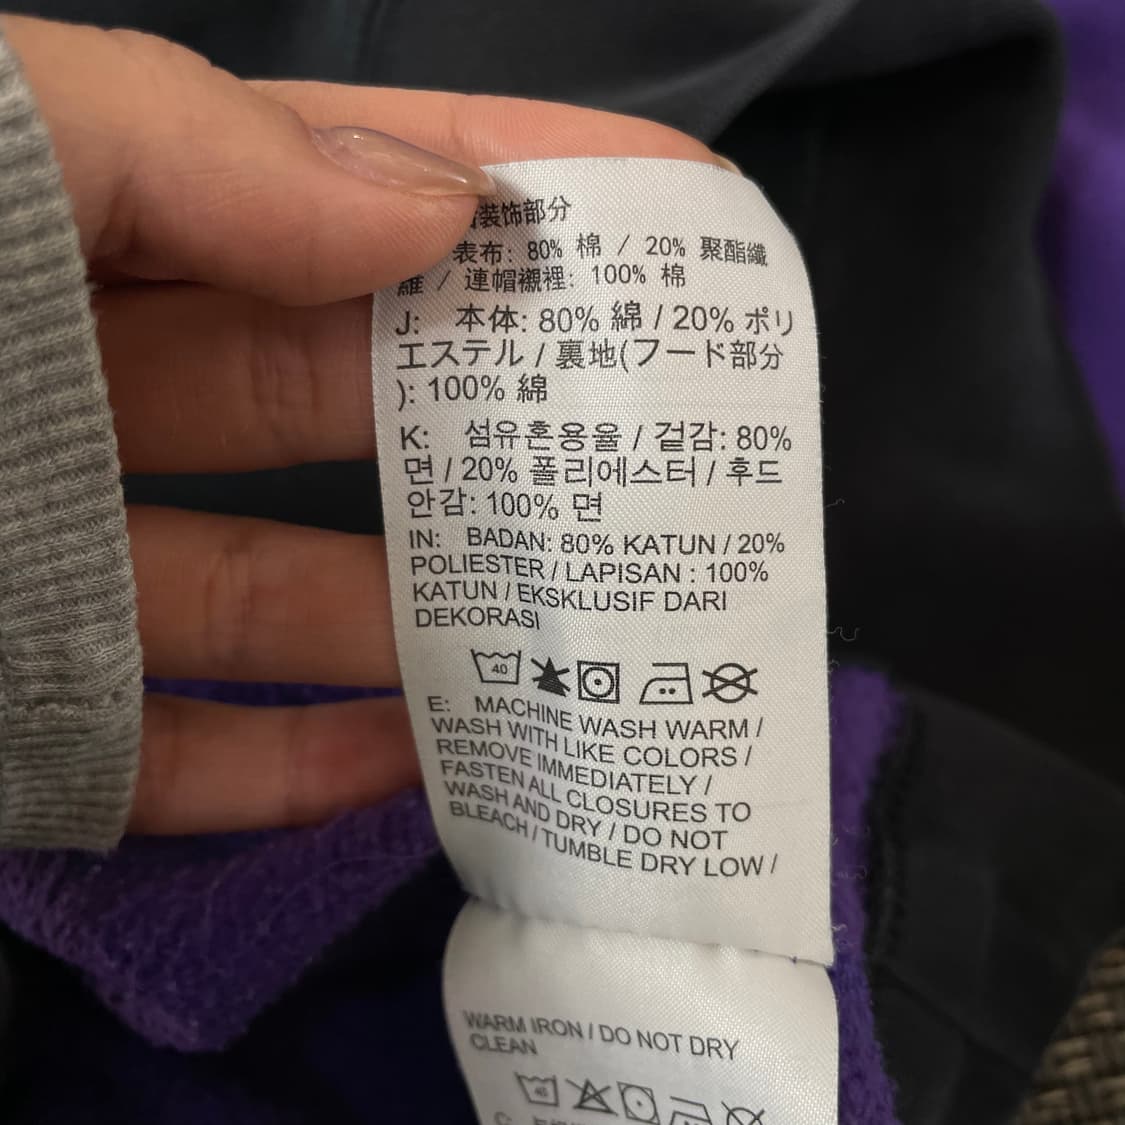 装饰部分
表布: 80% 棉 / 20% 聚酯纖
羅 / 連帽襯裡: 100% 棉
J: 本体: 80% 綿 / 20% ポリ
エステル / 裏地(フード部分
): 100% 綿
K: 섬유혼용율 / 겉감: 80%
면 / 20% 폴리에스터 / 후드
안감: 100% 면
IN: BADAN: 80% KATUN / 20%
POLIESTER / LAPISAN : 100%
KATUN / EKSKLUSIF DARI
DEKORASI
40
E: MACHINE WASH WARM /
WASH WITH LIKE COLORS /
REMOVE IMMEDIATELY /
FASTEN ALL CLOSURES TO
WASH AND DRY / DO NOT
BLEACH / TUMBLE DRY LOW /
WARM IRON / DO NOT DRY
CLEAN
40